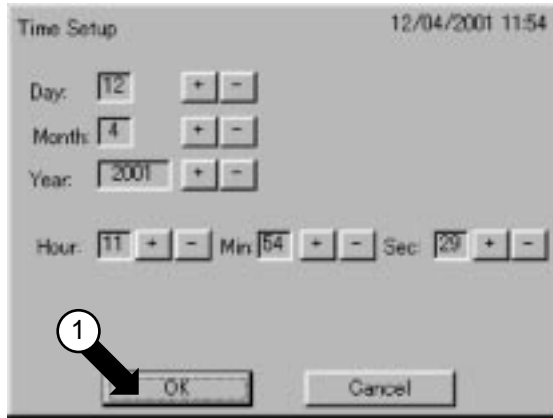 Time Setup 12/04/2001 11:54
Day: 12 + -
Month: 4 + -
Year: 2001 + -
Hour: 11 + - Min: 54 + - Sec: 29 + -
1
OK Cancel